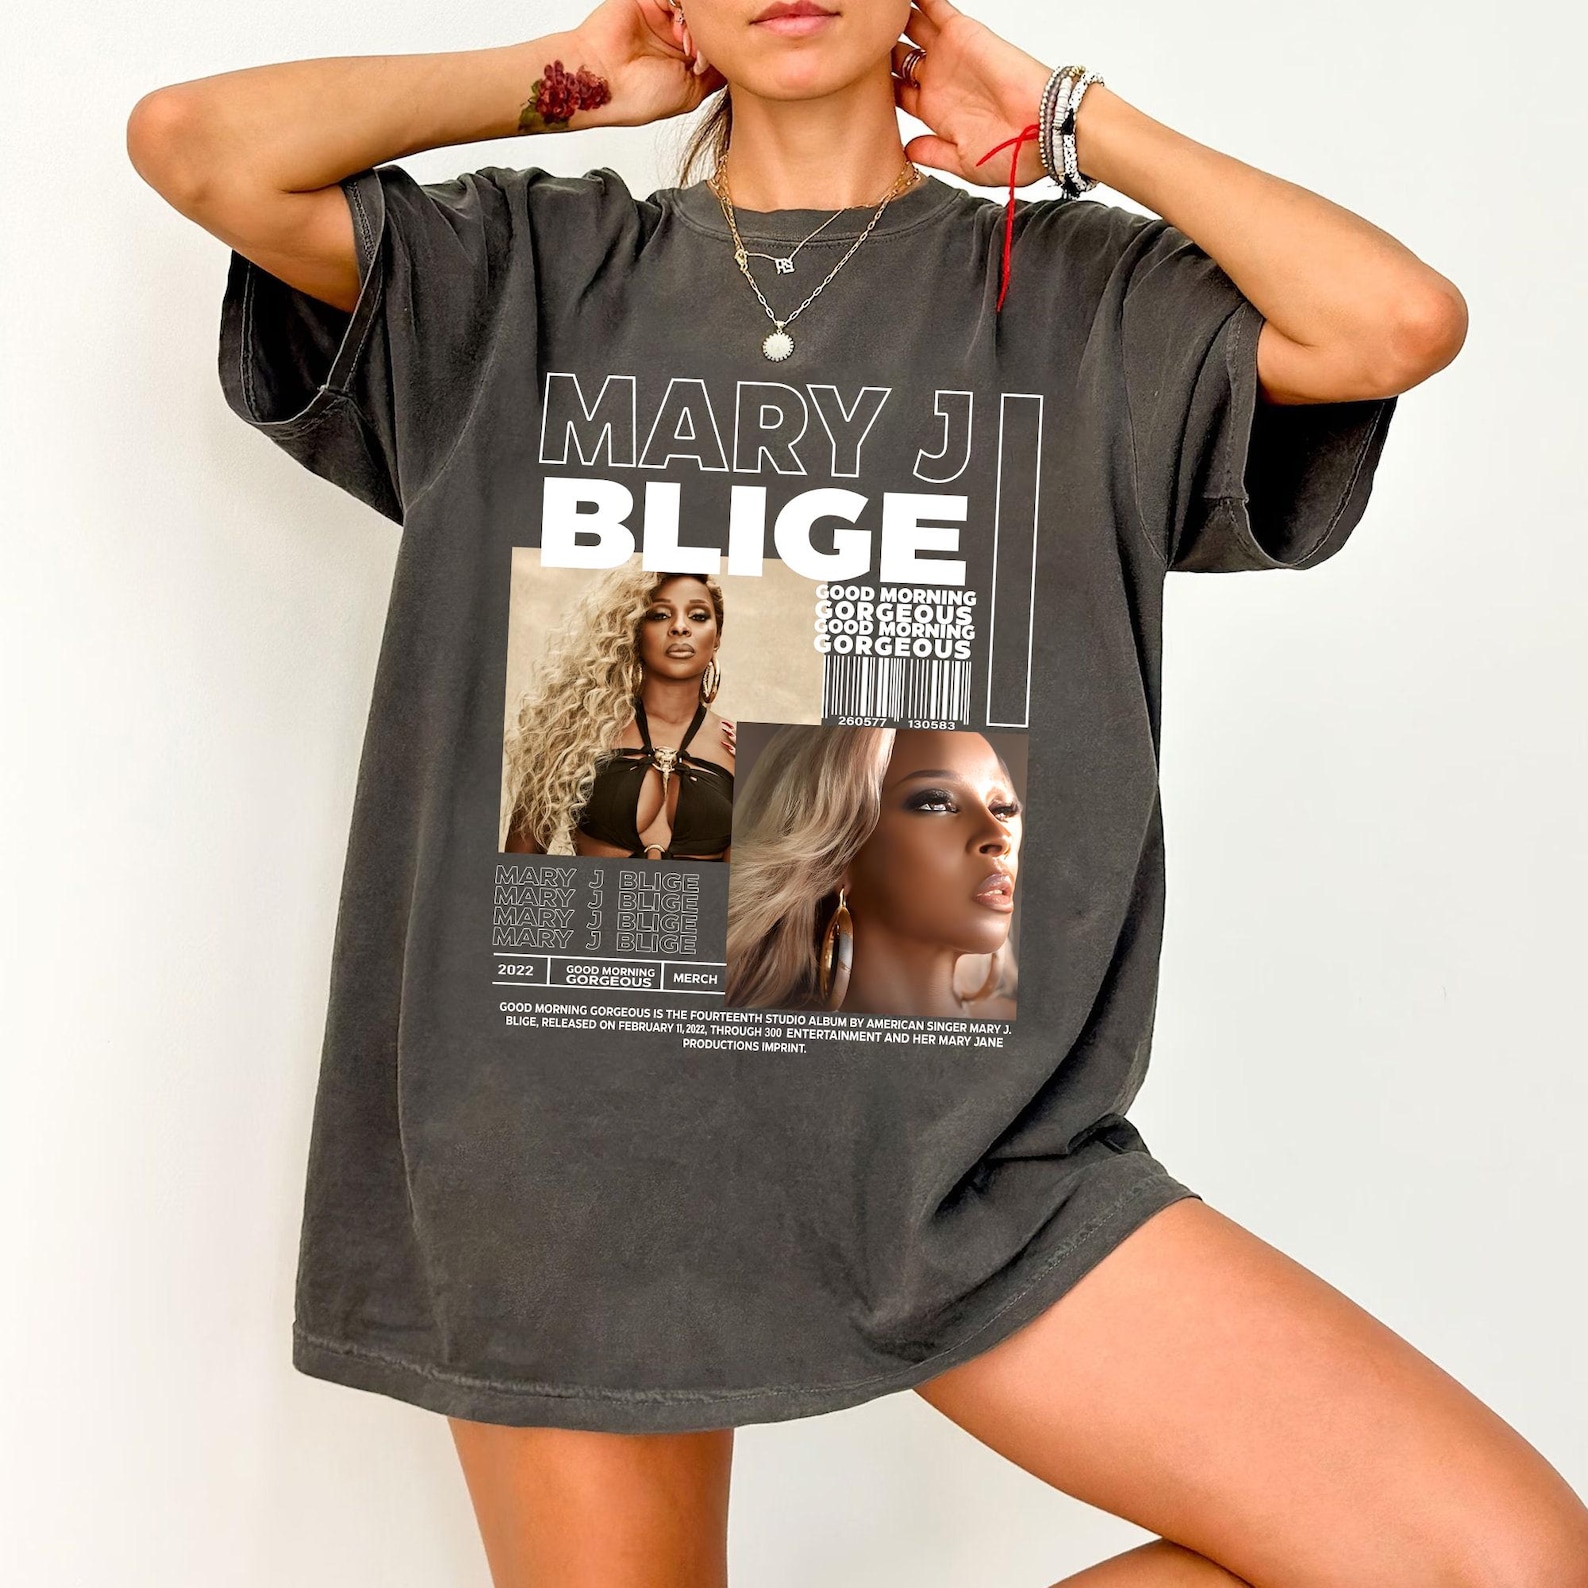 MARY J
BLIGE
GOOD MORNING
GORGEOUS
GOOD MORNING
GORGEOUS
260577 130583
MARY J BLIGE
MARY J BLIGE
MARY J BLIGE
MARY J BLIGE
2022
GOOD MORNING
GORGEOUS
MERCH
GOOD MORNING GORGEOUS IS THE FOURTEENTH STUDIO ALBUM BY AMERICAN SINGER MARY J.
BLIGE, RELEASED ON FEBRUARY 11, 2022, THROUGH 300 ENTERTAINMENT AND HER MARY JANE
PRODUCTIONS IMPRINT.